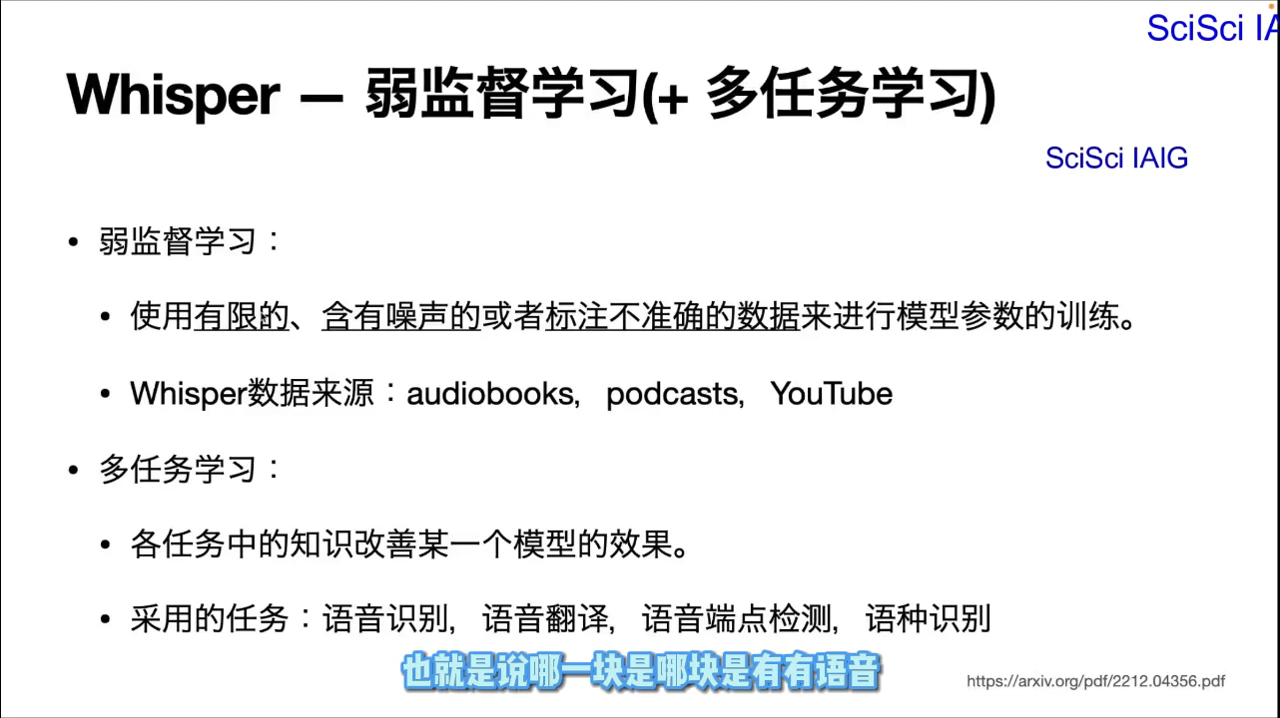 SciSci IA
Whisper — 弱监督学习(+ 多任务学习)
SciSci IAIG
• 弱监督学习：
• 使用有限的、含有噪声的或者标注不准确的数据来进行模型参数的训练。
• Whisper数据来源：audiobooks，podcasts，YouTube
• 多任务学习：
• 各任务中的知识改善某一个模型的效果。
• 采用的任务：语音识别，语音翻译，语音端点检测，语种识别
也就是说哪一块是哪块是有有语音
https://arxiv.org/pdf/2212.04356.pdf